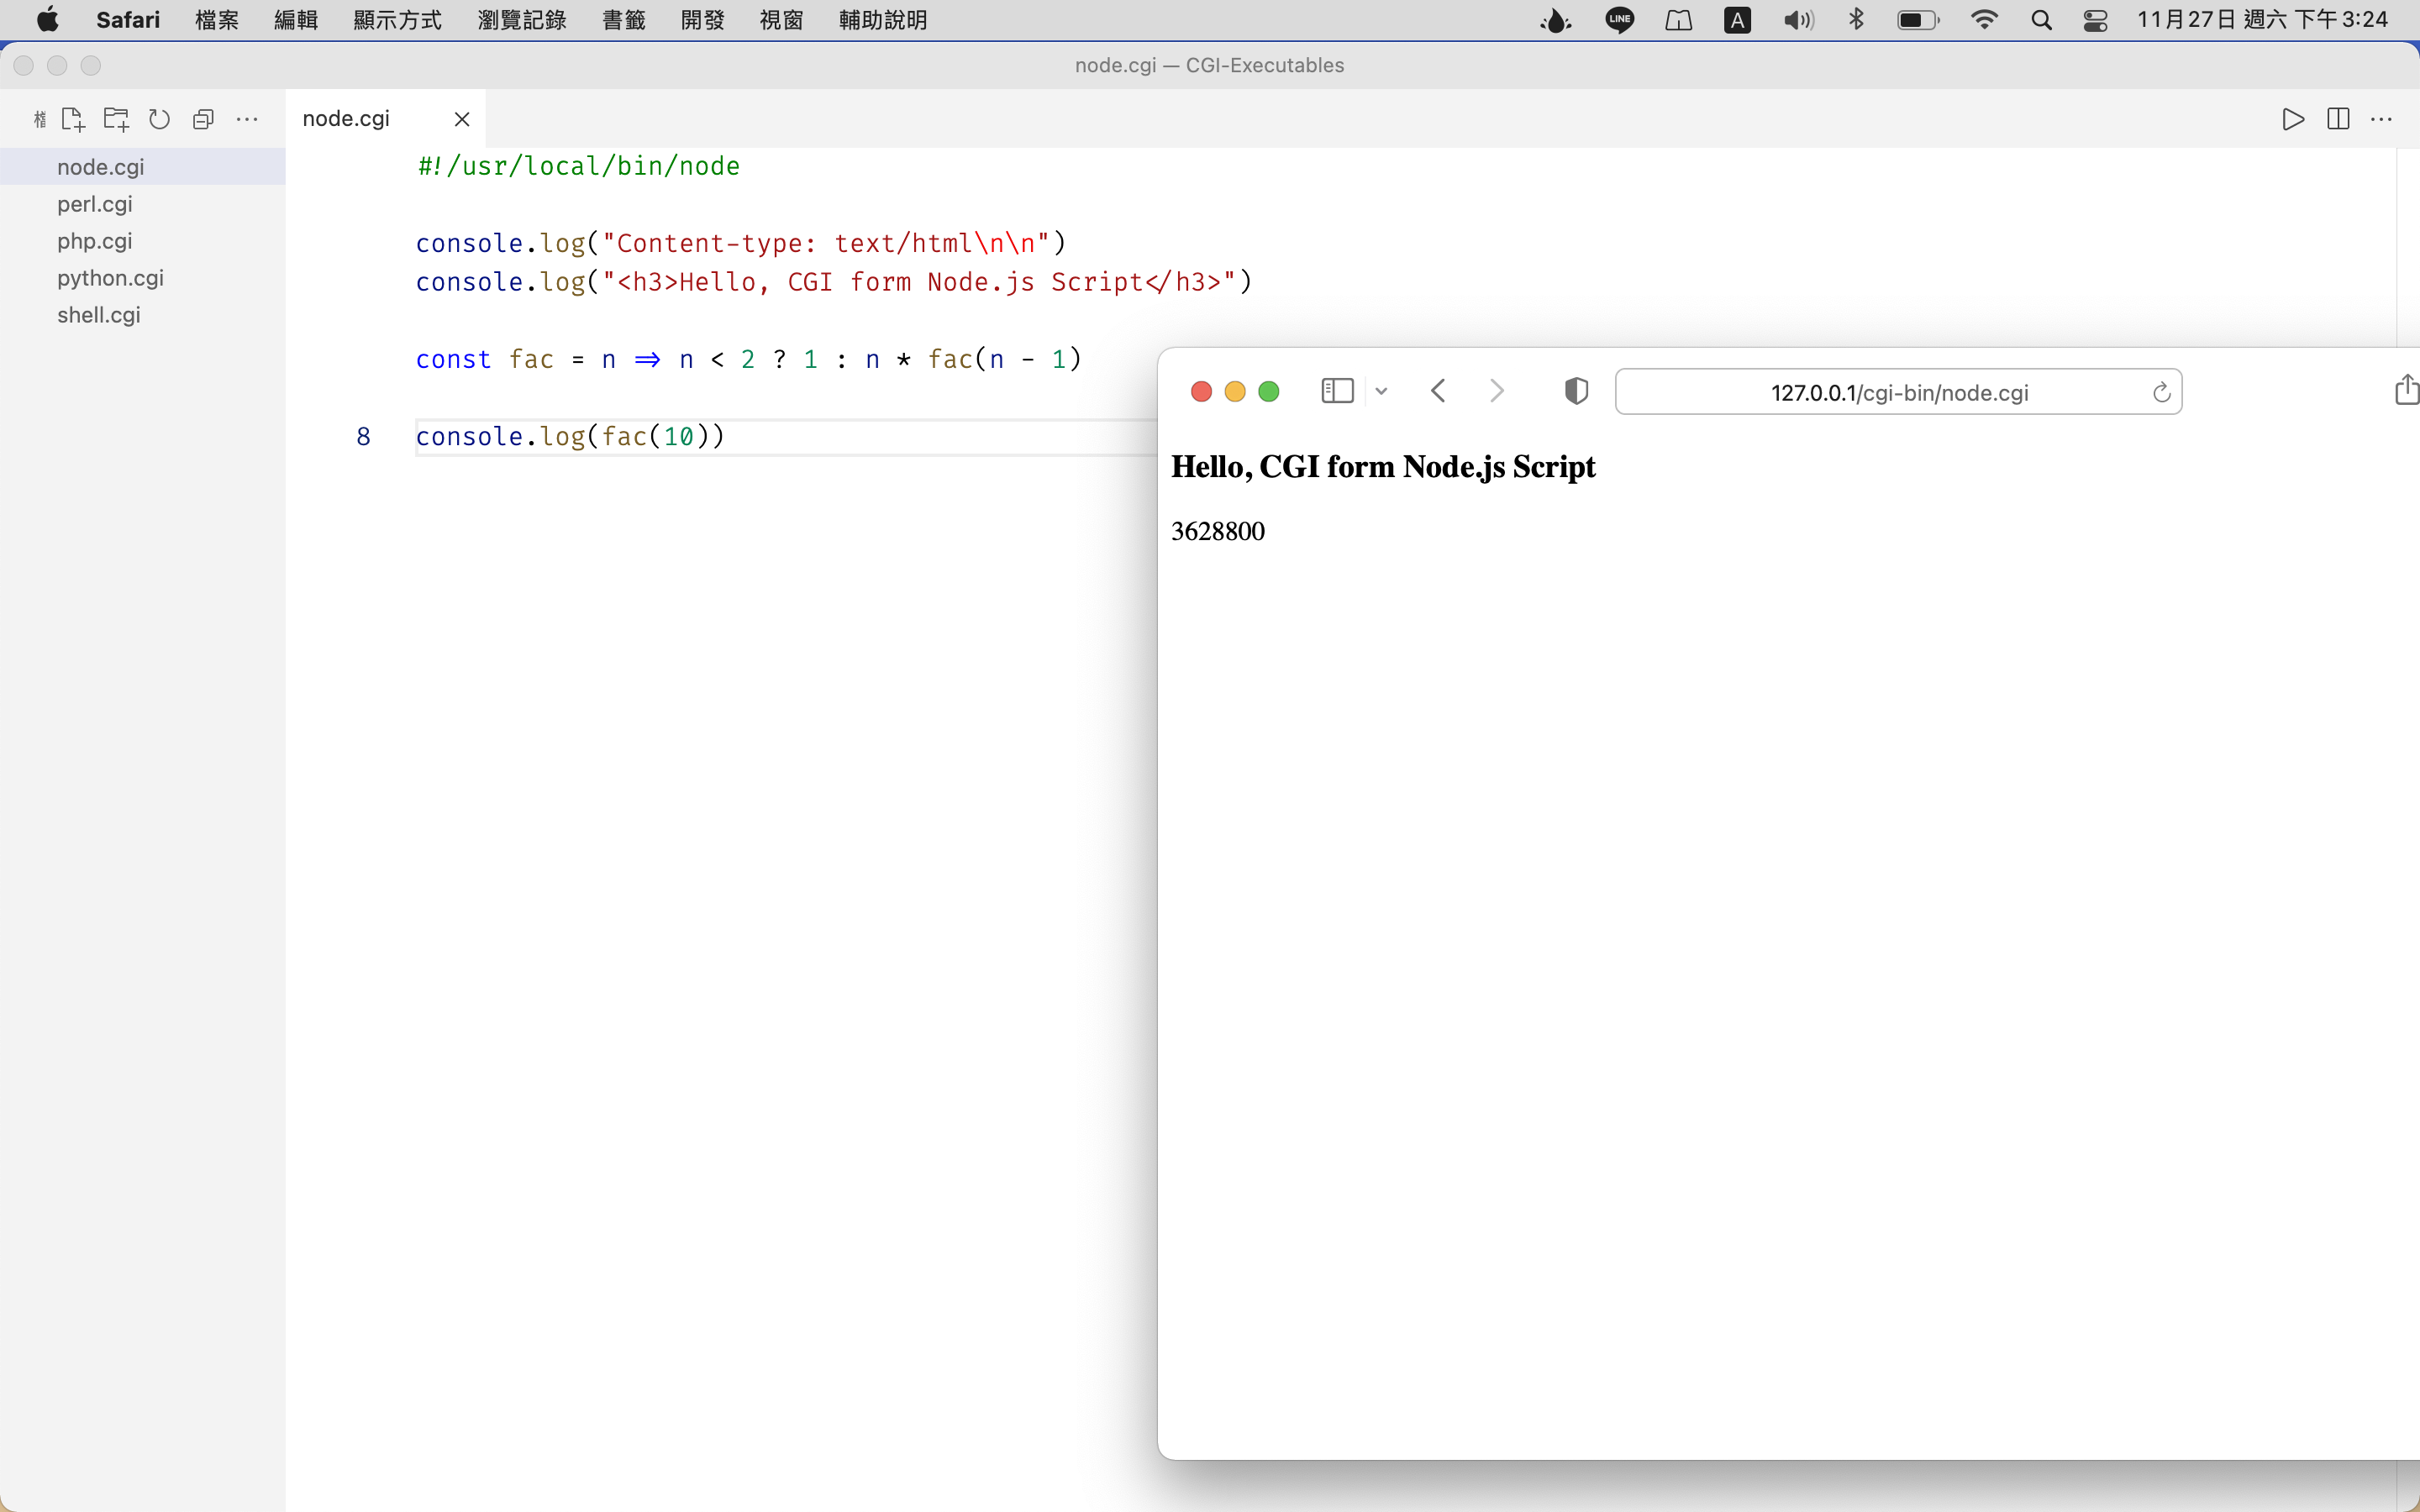 Safari 檔案 編輯 顯示方式 瀏覽記錄 書籤 開發 視窗 輔助說明 LINE A 11月27日 週六 下午3:24
node.cgi — CGI-Executables
node.cgi
node.cgi
perl.cgi
php.cgi
python.cgi
shell.cgi
#!/usr/local/bin/node
console.log("Content-type: text/html\n\n")
console.log("<h3>Hello, CGI form Node.js Script</h3>")
const fac = n => n < 2 ? 1 : n * fac(n - 1)
8 console.log(fac(10))
127.0.0.1/cgi-bin/node.cgi
Hello, CGI form Node.js Script
3628800